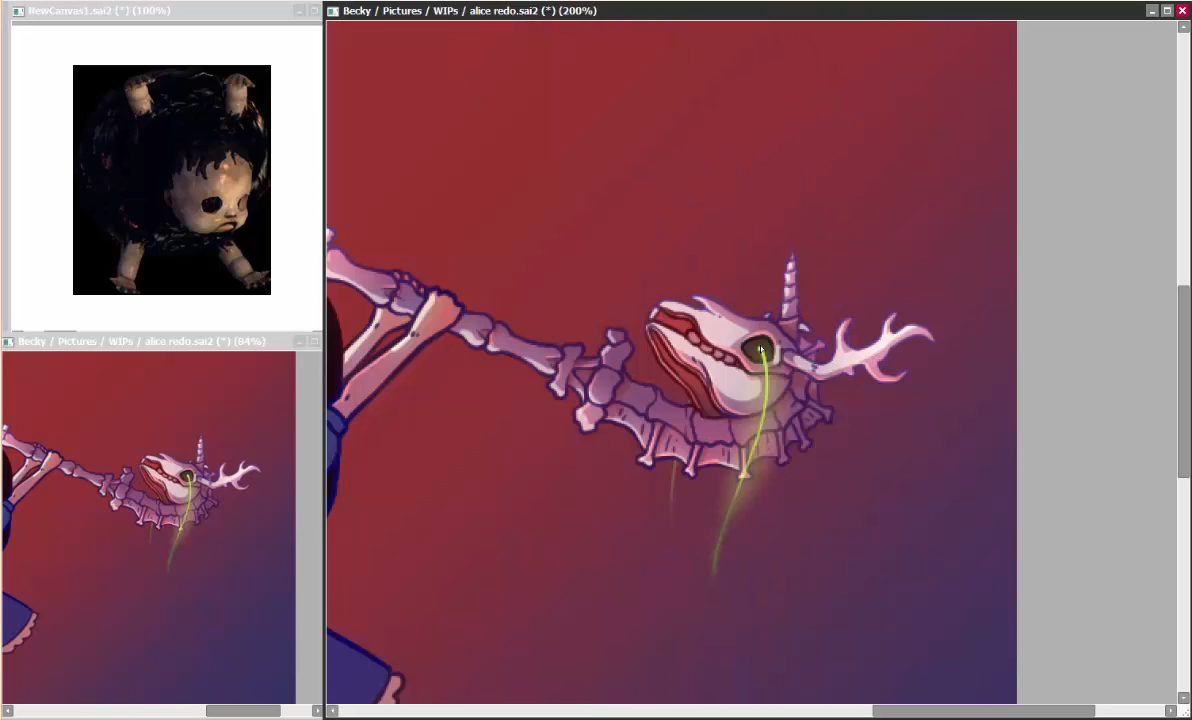 NewCanvas1.sai2 (*) (100%)
Becky / Pictures / WIPs / alice redo.sai2 (*) (200%)
Becky / Pictures / WIPs / alice redo.sai2 (*) (84%)